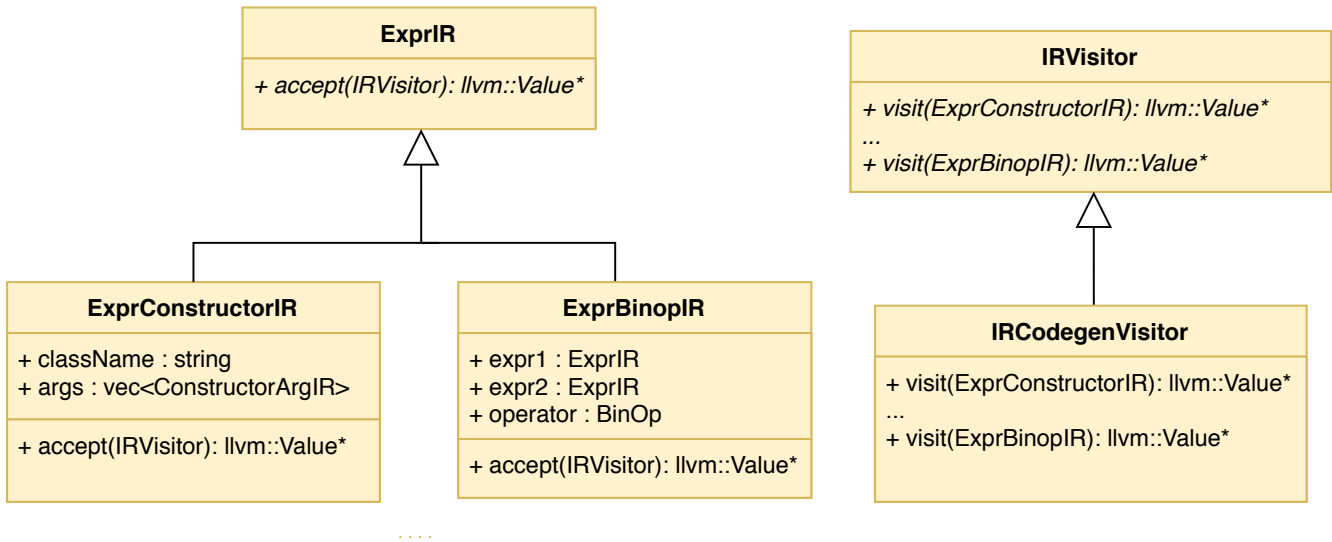 ExprIR
+ accept(IRVisitor): llvm::Value*
IRVisitor
+ visit(ExprConstructorIR): llvm::Value*
...
+ visit(ExprBinopIR): llvm::Value*
ExprConstructorIR
+ className : string
+ args : vec<ConstructorArgIR>
+ accept(IRVisitor): llvm::Value*
ExprBinopIR
+ expr1 : ExprIR
+ expr2 : ExprIR
+ operator : BinOp
+ accept(IRVisitor): llvm::Value*
IRCodegenVisitor
+ visit(ExprConstructorIR): llvm::Value*
...
+ visit(ExprBinopIR): llvm::Value*
. . . .